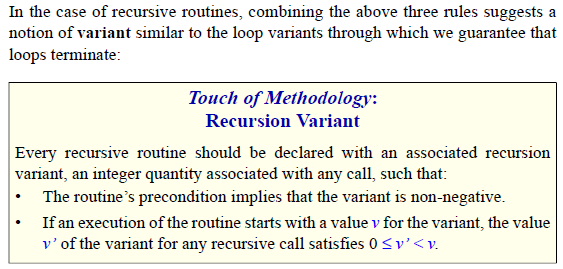 In the case of recursive routines, combining the above three rules suggests a
notion of variant similar to the loop variants through which we guarantee that
loops terminate:
Touch of Methodology:
Recursion Variant
Every recursive routine should be declared with an associated recursion
variant, an integer quantity associated with any call, such that:
• The routine’s precondition implies that the variant is non-negative.
• If an execution of the routine starts with a value v for the variant, the value
v’ of the variant for any recursive call satisfies 0 ≤ v’ < v.